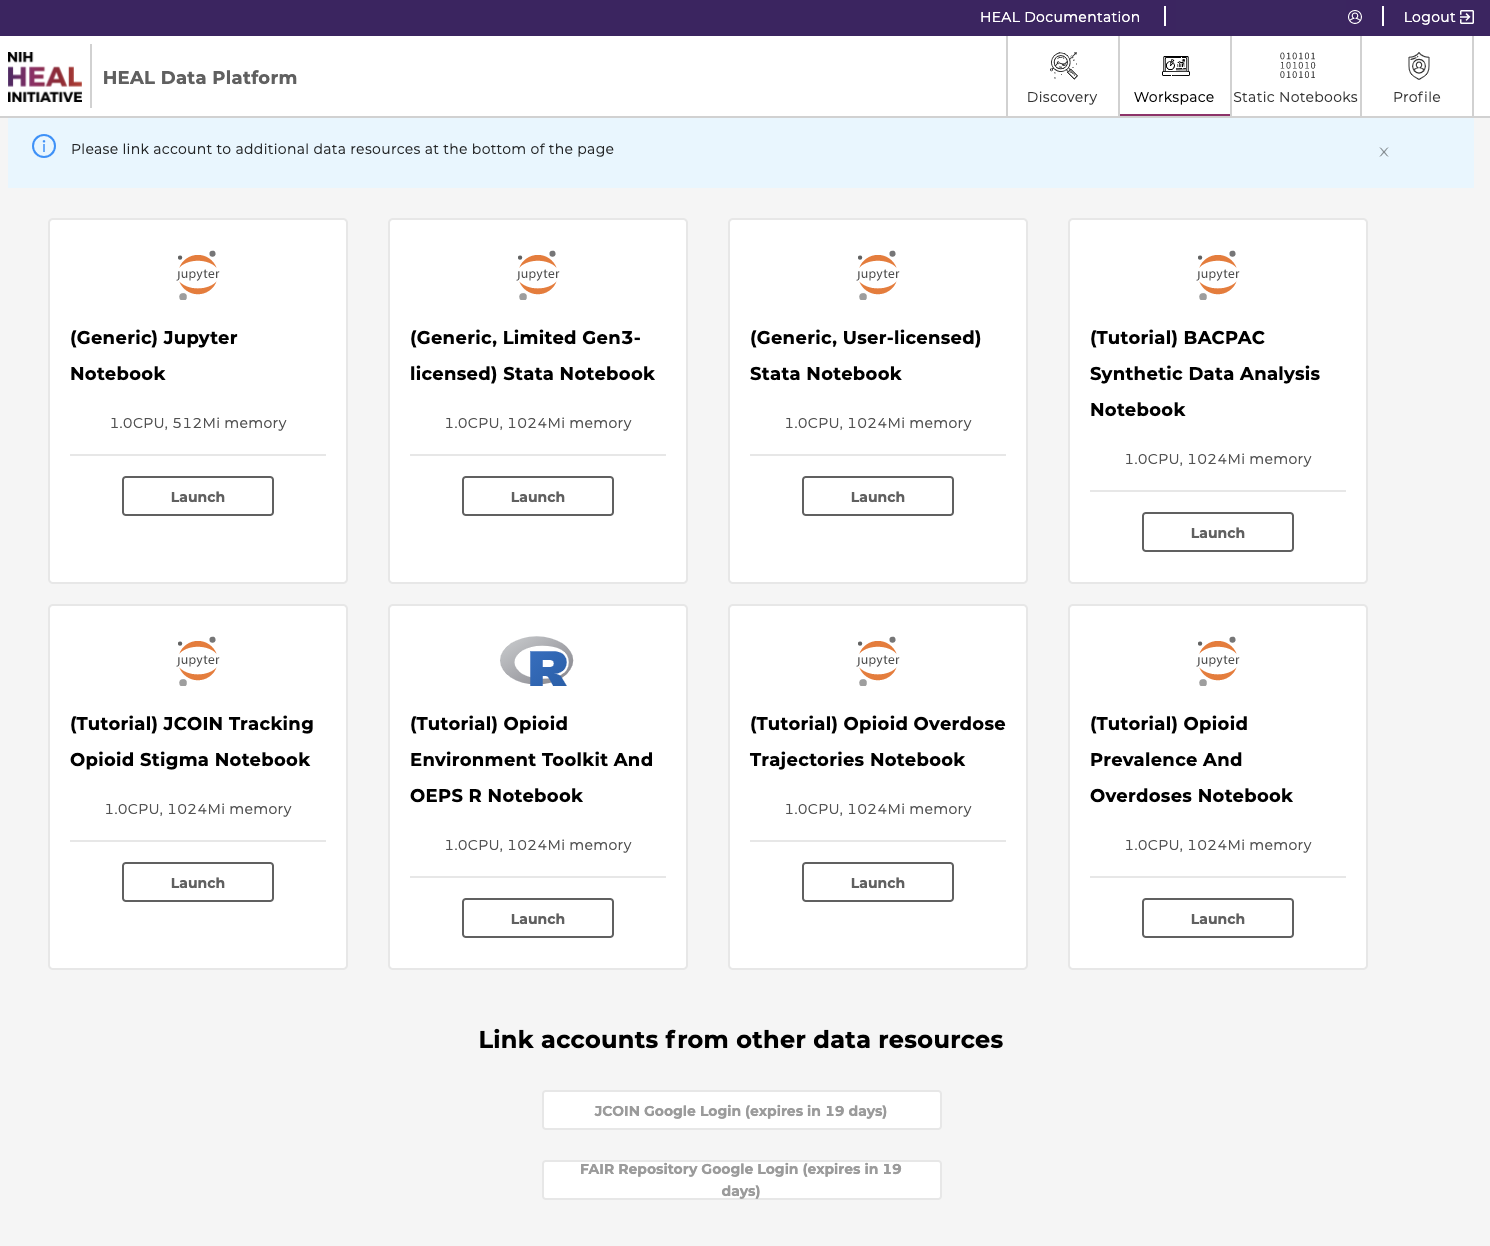 HEAL Documentation
Logout
NIH
HEAL
INITIATIVE
HEAL Data Platform
Discovery
Workspace
010101
101010
010101
Static Notebooks
Profile
Please link account to additional data resources at the bottom of the page
jupyter
(Generic) Jupyter
Notebook
1.0CPU, 512Mi memory
Launch
jupyter
(Generic, Limited Gen3-
licensed) Stata Notebook
1.0CPU, 1024Mi memory
Launch
jupyter
(Generic, User-licensed)
Stata Notebook
1.0CPU, 1024Mi memory
Launch
jupyter
(Tutorial) BACPAC
Synthetic Data Analysis
Notebook
1.0CPU, 1024Mi memory
Launch
jupyter
(Tutorial) JCOIN Tracking
Opioid Stigma Notebook
1.0CPU, 1024Mi memory
Launch
R
(Tutorial) Opioid
Environment Toolkit And
OEPS R Notebook
1.0CPU, 1024Mi memory
Launch
jupyter
(Tutorial) Opioid Overdose
Trajectories Notebook
1.0CPU, 1024Mi memory
Launch
jupyter
(Tutorial) Opioid
Prevalence And
Overdoses Notebook
1.0CPU, 1024Mi memory
Launch
Link accounts from other data resources
JCOIN Google Login (expires in 19 days)
FAIR Repository Google Login (expires in 19
days)